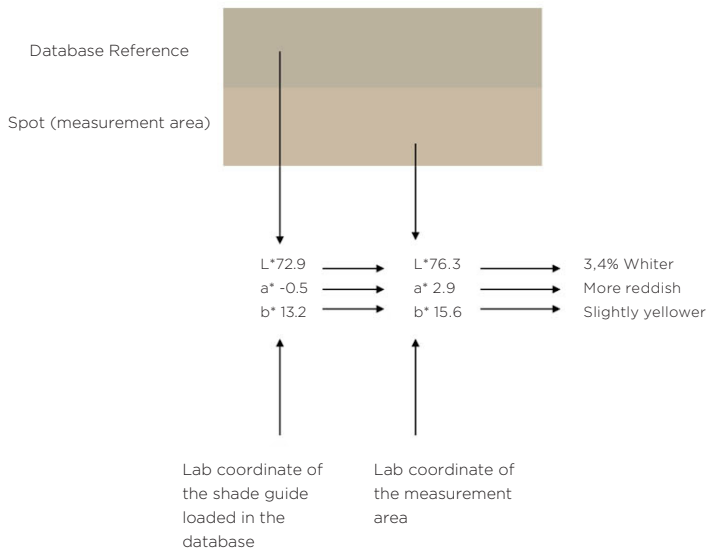 Database Reference
Spot (measurement area)
L*72.9 L*76.3 3,4% Whiter
a* -0.5 a* 2.9 More reddish
b* 13.2 b* 15.6 Slightly yellower
Lab coordinate of
the shade guide
loaded in the
database
Lab coordinate of
the measurement
area